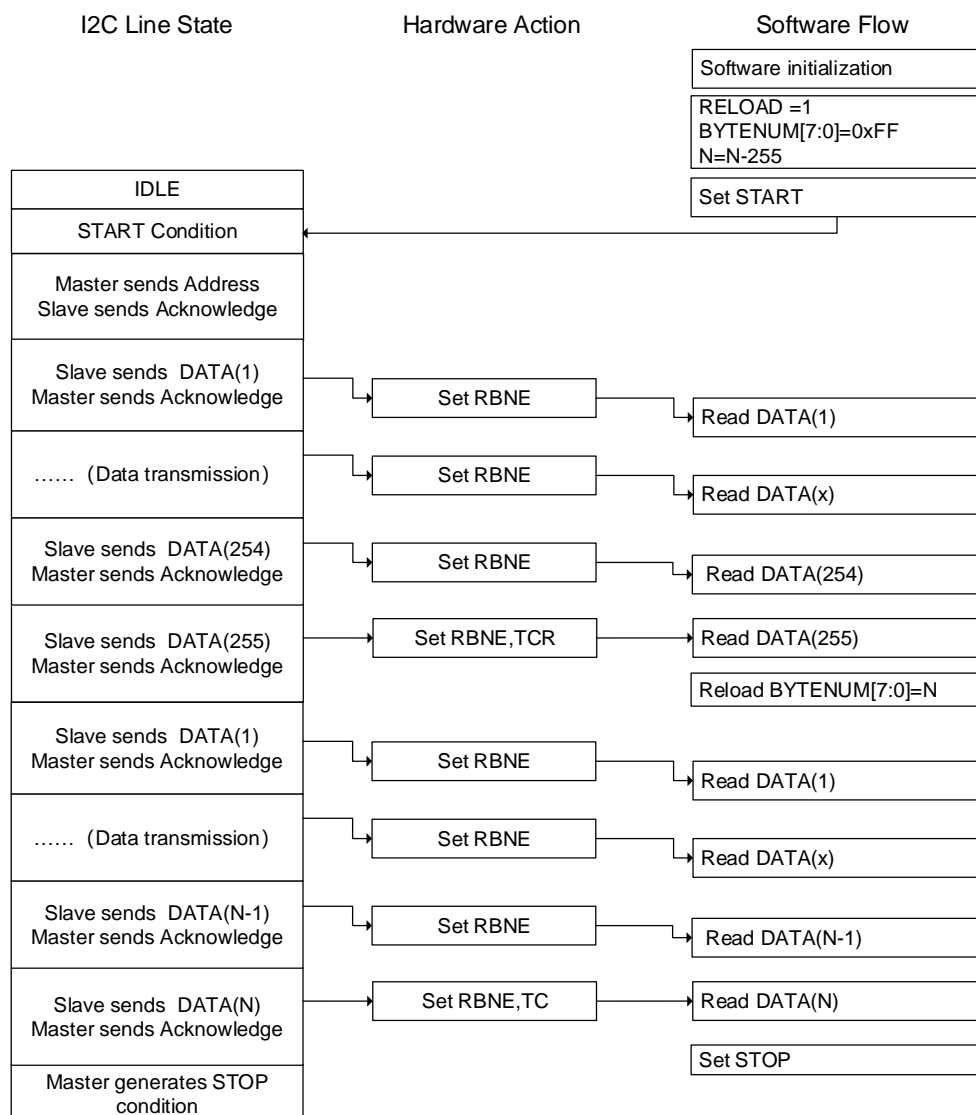 I2C Line State
Hardware Action
Software Flow
Software initialization
RELOAD =1
BYTENUM[7:0]=0xFF
N=N-255
IDLE
Set START
START Condition
Master sends Address
Slave sends Acknowledge
Slave sends DATA(1)
Master sends Acknowledge
Set RBNE
Read DATA(1)
…… (Data transmission)
Set RBNE
Read DATA(x)
Slave sends DATA(254)
Master sends Acknowledge
Set RBNE
Read DATA(254)
Slave sends DATA(255)
Master sends Acknowledge
Set RBNE,TCR
Read DATA(255)
Reload BYTENUM[7:0]=N
Slave sends DATA(1)
Master sends Acknowledge
Set RBNE
Read DATA(1)
…… (Data transmission)
Set RBNE
Read DATA(x)
Slave sends DATA(N-1)
Master sends Acknowledge
Set RBNE
Read DATA(N-1)
Slave sends DATA(N)
Master sends Acknowledge
Set RBNE,TC
Read DATA(N)
Set STOP
Master generates STOP
condition